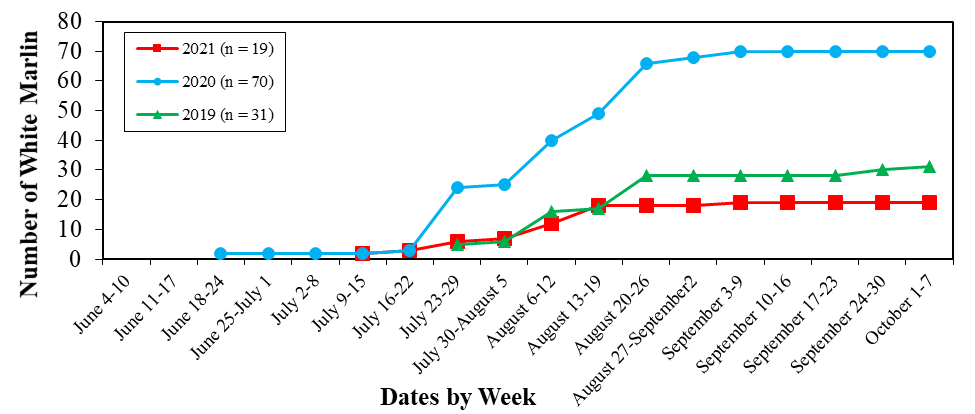 80
70
60
50
40
30
20
10
0
Number of White Marlin
2021 (n = 19)
2020 (n = 70)
2019 (n = 31)
June 4-10
June 11-17
June 18-24
June 25-July 1
July 2-8
July 9-15
July 16-22
July 23-29
July 30-August 5
August 6-12
August 13-19
August 20-26
August 27-September2
September 3-9
September 10-16
September 17-23
September 24-30
October 1-7
Dates by Week